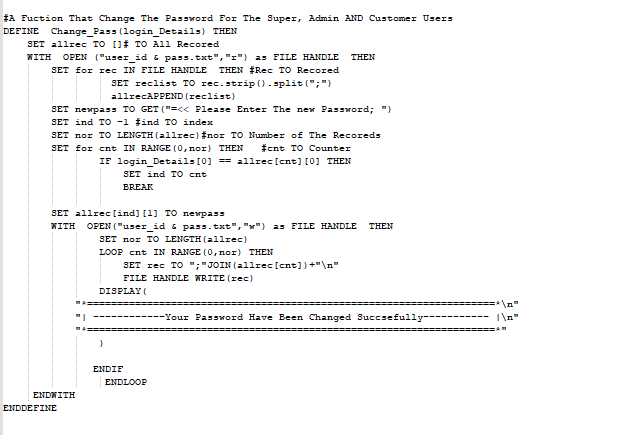 #A Fuction That Change The Password For The Super, Admin AND Customer Users
DEFINE  Change_Pass(login_Details) THEN
    SET allrec TO []# TO All Recored
    WITH  OPEN ("user_id & pass.txt","r") as FILE HANDLE  THEN
        SET for rec IN FILE HANDLE  THEN #Rec TO Recored
                  SET reclist TO rec.strip().split(";")
                  allrecAPPEND(reclist)
        SET newpass TO GET("=<< Please Enter The new Password; ")
        SET ind TO -1 #ind TO index
        SET nor TO LENGTH(allrec)#nor TO Number of The Recoreds
        SET for cnt IN RANGE(0,nor) THEN   #cnt TO Counter
                IF login_Details[0] == allrec[cnt][0] THEN
                    SET ind TO cnt
                    BREAK
        SET allrec[ind][1] TO newpass
        WITH  OPEN("user_id & pass.txt","w") as FILE HANDLE  THEN
                SET nor TO LENGTH(allrec)
                LOOP cnt IN RANGE(0,nor) THEN
                    SET rec TO ";"JOIN(allrec[cnt])+"\n"
                    FILE HANDLE WRITE(rec)
                DISPLAY(
            "*====================================================================*\n"
            "| ------------Your Password Have Been Changed Succsefully----------- |\n"
            "*====================================================================*"
                )
               ENDIF
                 ENDLOOP
     ENDWITH
ENDDEFINE